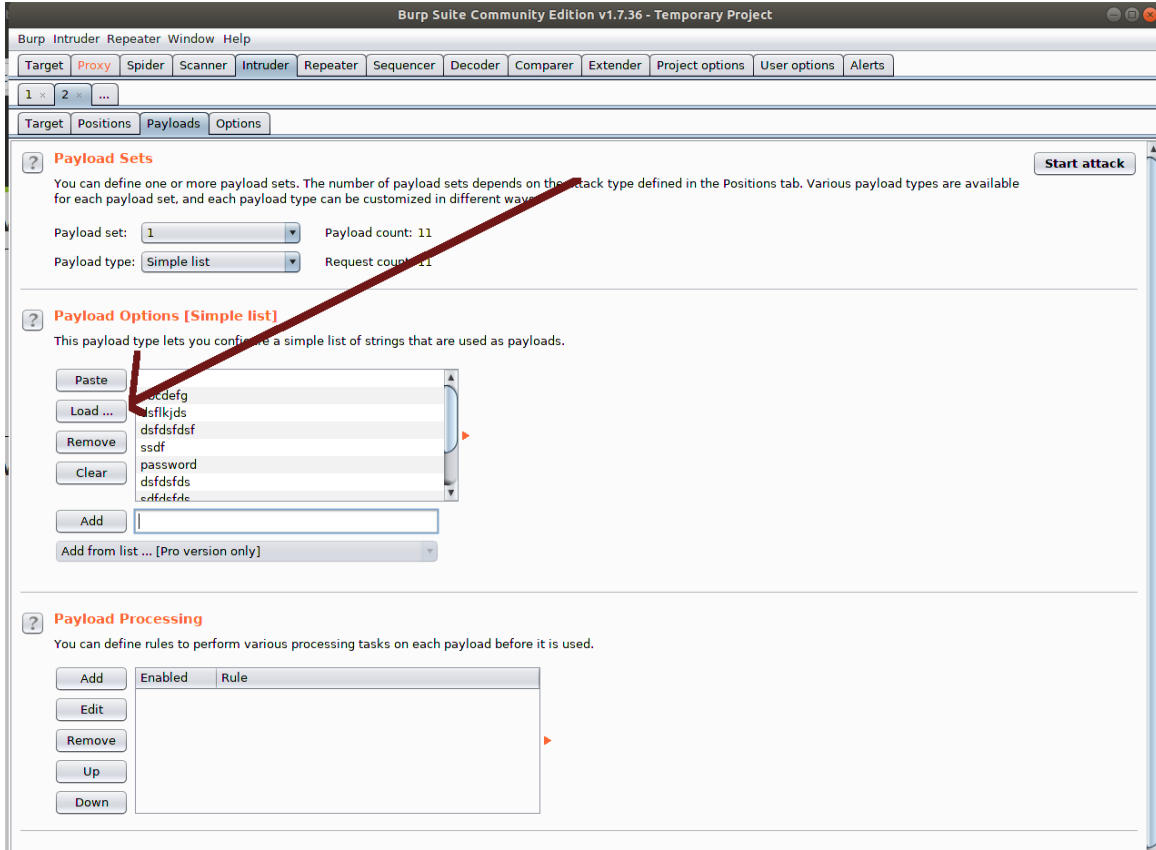 Burp Suite Community Edition v1.7.36 - Temporary Project
Burp Intruder Repeater Window Help
Target Proxy Spider Scanner Intruder Repeater Sequencer Decoder Comparer Extender Project options User options Alerts
1 × 2 × ...
Target Positions Payloads Options
? Payload Sets
Start attack
You can define one or more payload sets. The number of payload sets depends on the attack type defined in the Positions tab. Various payload types are available
for each payload set, and each payload type can be customized in different ways.
Payload set: 1 Payload count: 11
Payload type: Simple list Request count: 11
? Payload Options [Simple list]
This payload type lets you configure a simple list of strings that are used as payloads.
Paste
Load ...
Remove
Clear
dsfdsfdsf
ssdf
password
dsfdsfds
sdfdsfds
Add
Add from list ... [Pro version only]
? Payload Processing
You can define rules to perform various processing tasks on each payload before it is used.
Add Enabled Rule
Edit
Remove
Up
Down